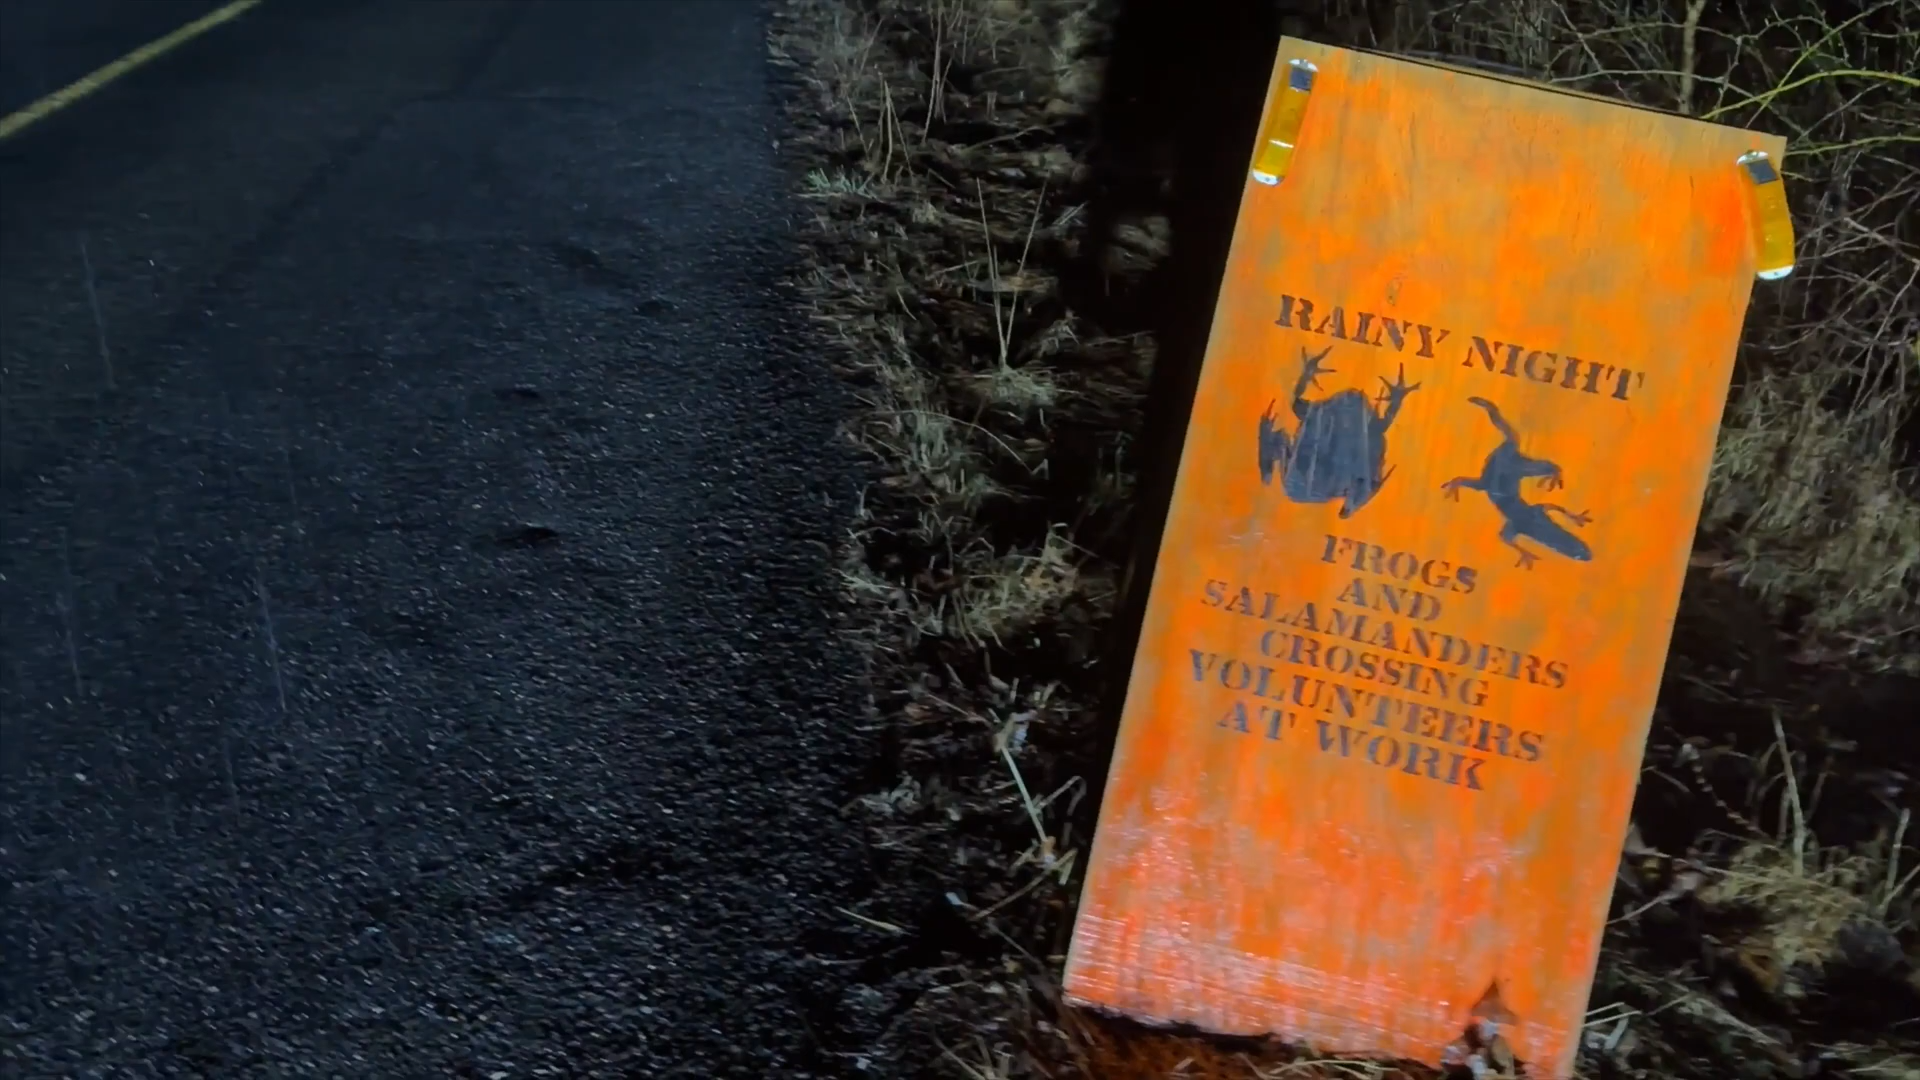 RAINY NIGHT
FROGS
AND
SALAMANDERS
CROSSING
VOLUNTEERS
AT WORK